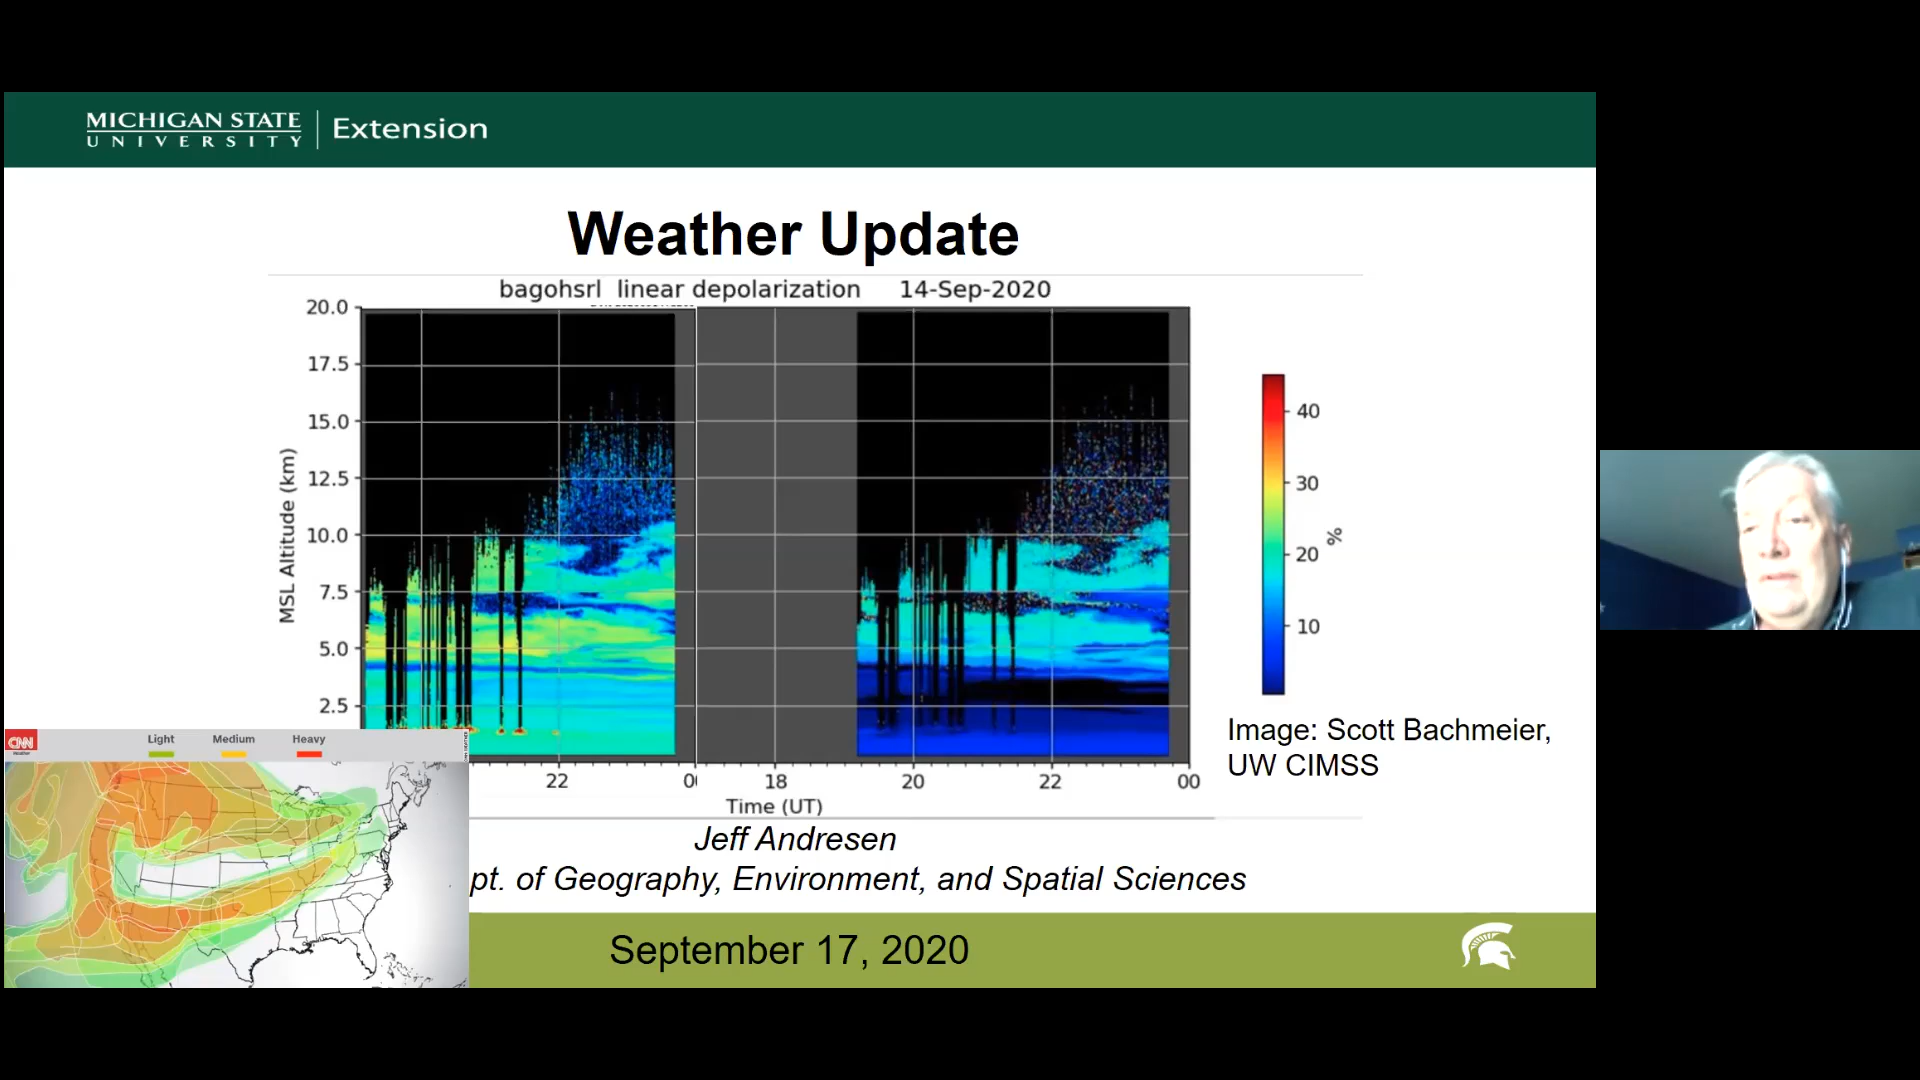 MICHIGAN STATE
UNIVERSITY
Extension
Weather Update
bagohsrl linear depolarization 14-Sep-2020
20.0
17.5
15.0
12.5
10.0
7.5
5.0
2.5
MSL Altitude (km)
22
18 20 22 00
Time (UT)
40
30
20
10
%
Image: Scott Bachmeier,
UW CIMSS
CNN
Light Medium Heavy
Jeff Andresen
pt. of Geography, Environment, and Spatial Sciences
September 17, 2020